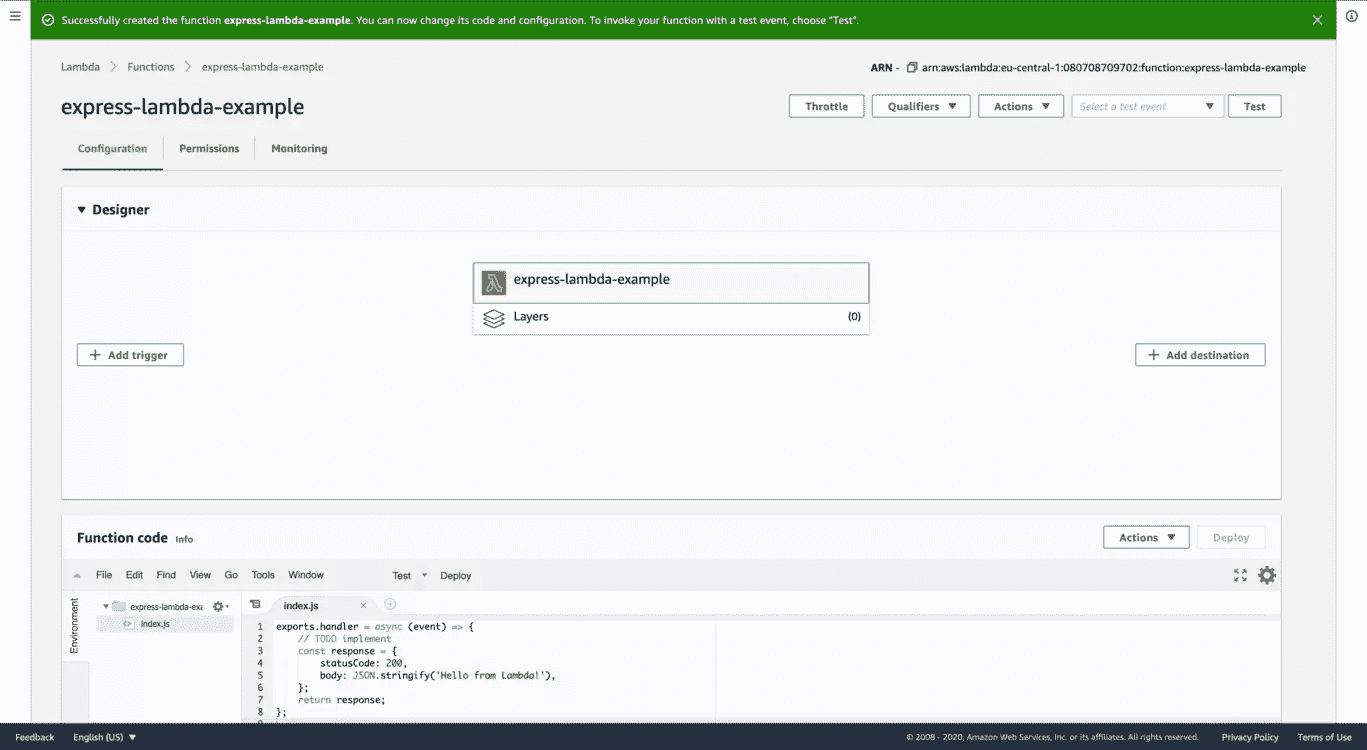 Successfully created the function express-lambda-example. You can now change its code and configuration. To invoke your function with a test event, choose "Test".
Lambda > Functions > express-lambda-example
ARN - arn:aws:lambda:eu-central-1:080708709702:function:express-lambda-example
express-lambda-example
Throttle Qualifiers Actions Select a test event Test
Configuration Permissions Monitoring
Designer
express-lambda-example
Layers (0)
+ Add trigger
+ Add destination
Function code Info
Actions Deploy
File Edit Find View Go Tools Window Test Deploy
Environment
express-lambda-exa
index.js
index.js
1 exports.handler = async (event) => {
2 // TODO implement
3 const response = {
4 statusCode: 200,
5 body: JSON.stringify('Hello from Lambda!'),
6 };
7 return response;
8 };
9
Feedback English (US) © 2008 - 2020, Amazon Web Services, Inc. or its affiliates. All rights reserved. Privacy Policy Terms of Use